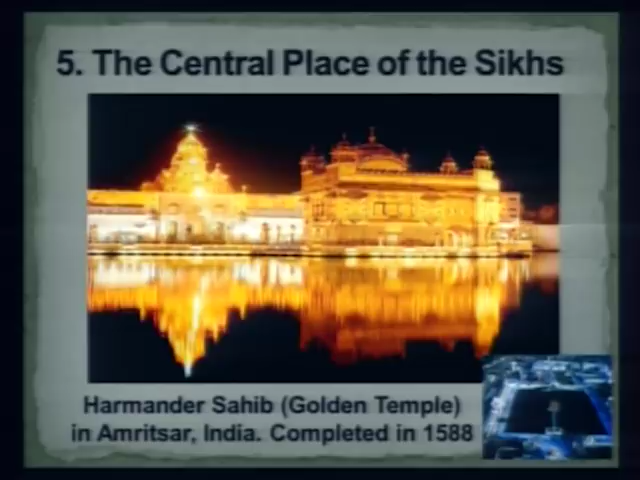 5. The Central Place of the Sikhs
Harmander Sahib (Golden Temple)
in Amritsar, India. Completed in 1588